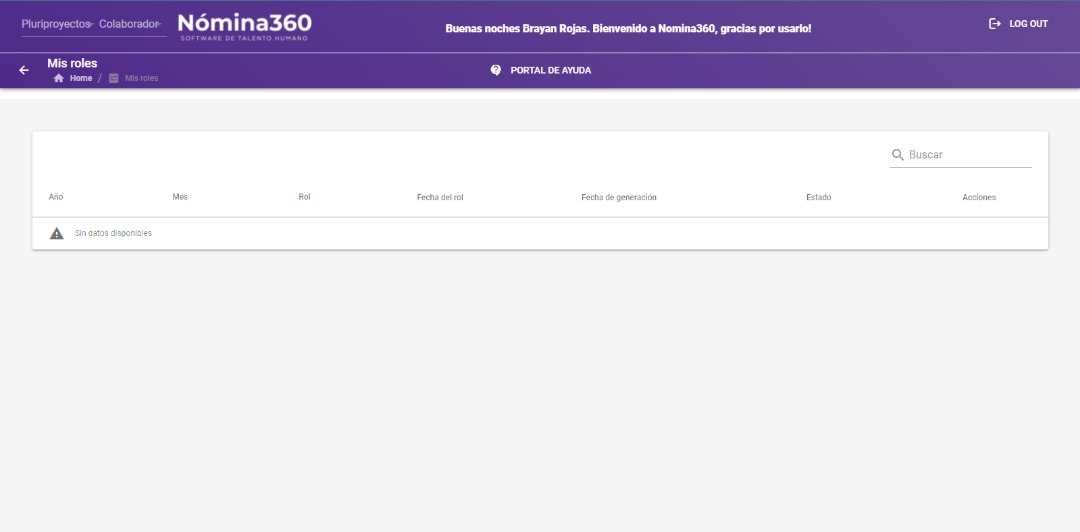 Pluriproyectos Colaborador
Nómina360
SOFTWARE DE TALENTO HUMANO
Buenas noches Brayan Rojas. Bienvenido a Nomina360, gracias por usarlo!
LOG OUT
Mis roles
Home / Mis roles
PORTAL DE AYUDA
Buscar
Año Mes Rol Fecha del rol Fecha de generación Estado Acciones
Sin datos disponibles